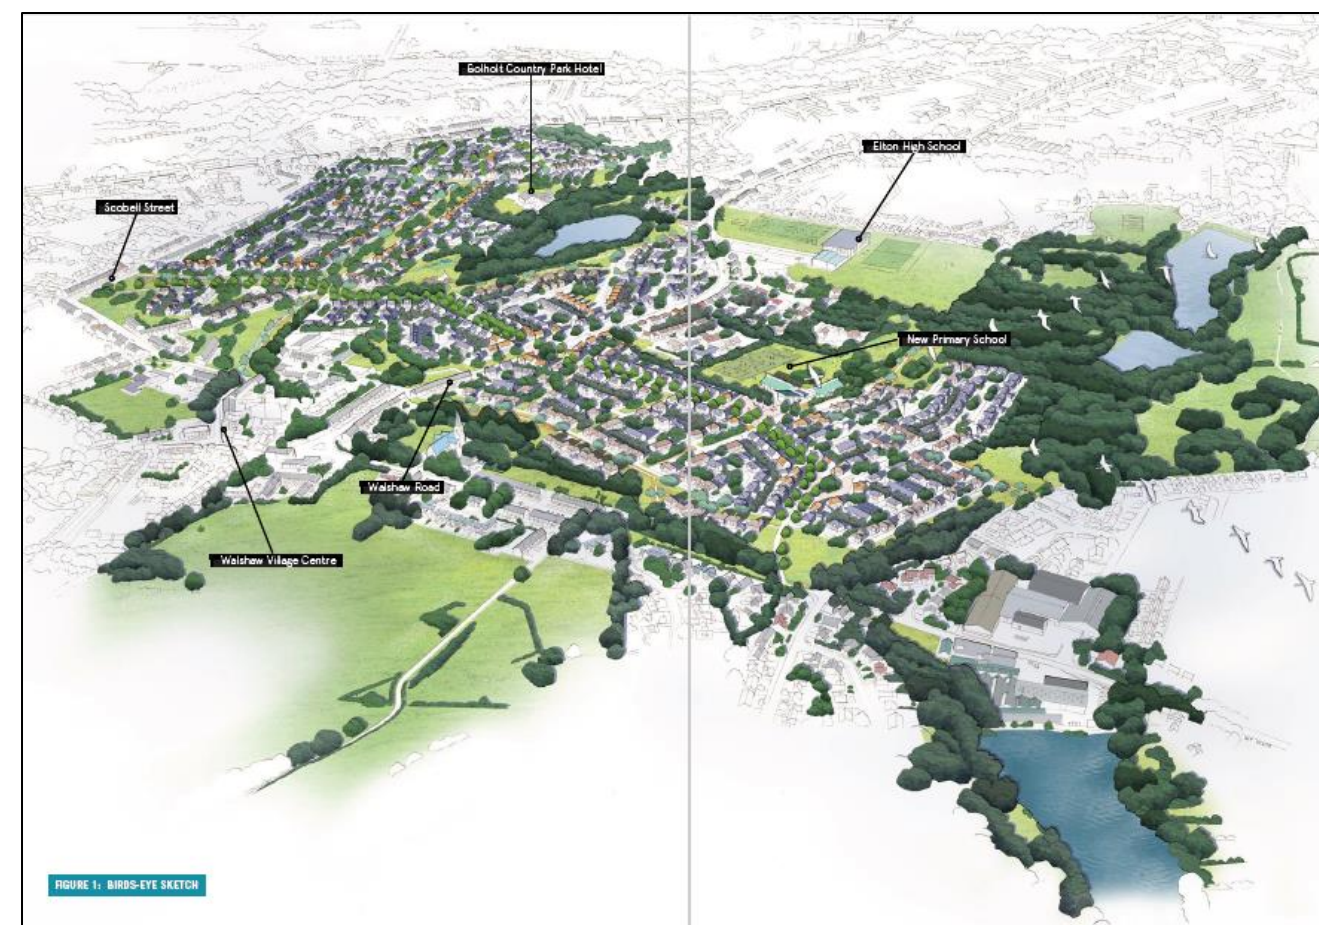 Bolholt Country Park Hotel
Elton High School
Scobell Street
New Primary School
Walshaw Road
Walshaw Village Centre
FIGURE 1: BIRDS-EYE SKETCH